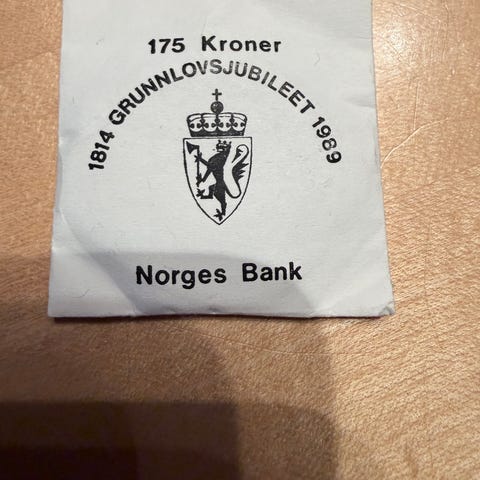 175 Kroner
1814 GRUNNLOVSJUBILEET 1989
Norges Bank